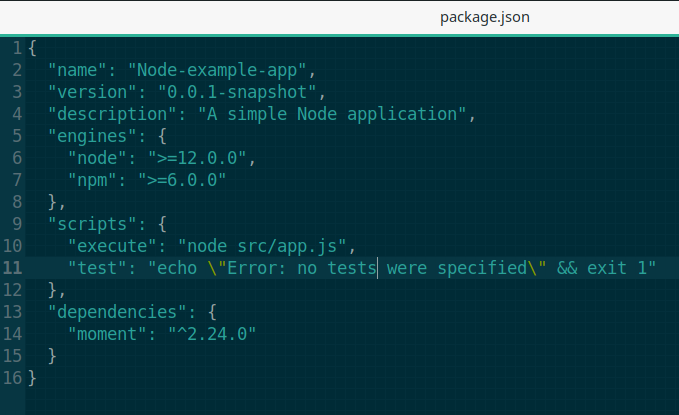 package.json
1 {
2   "name": "Node-example-app",
3   "version": "0.0.1-snapshot",
4   "description": "A simple Node application",
5   "engines": {
6     "node": ">=12.0.0",
7     "npm": ">=6.0.0"
8   },
9   "scripts": {
10     "execute": "node src/app.js",
11     "test": "echo \"Error: no tests were specified\" && exit 1"
12   },
13   "dependencies": {
14     "moment": "^2.24.0"
15   }
16 }